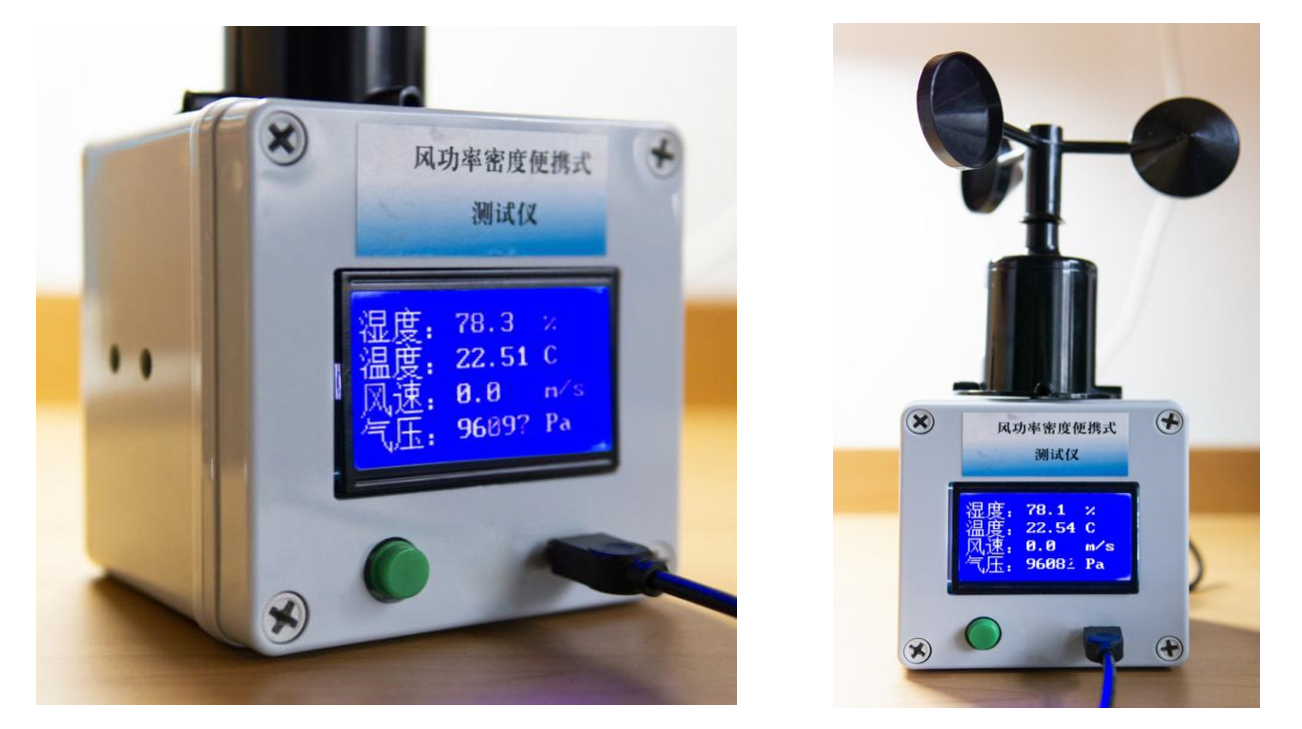 风功率密度便携式
测试仪
湿度: 78.3 %
温度: 22.51 C
风速: 0.0 m/s
气压: Pa
风功率密度便携式
测试仪
湿度: 78.1 %
温度: 22.54 C
风速: 0.0 m/s
气压: Pa